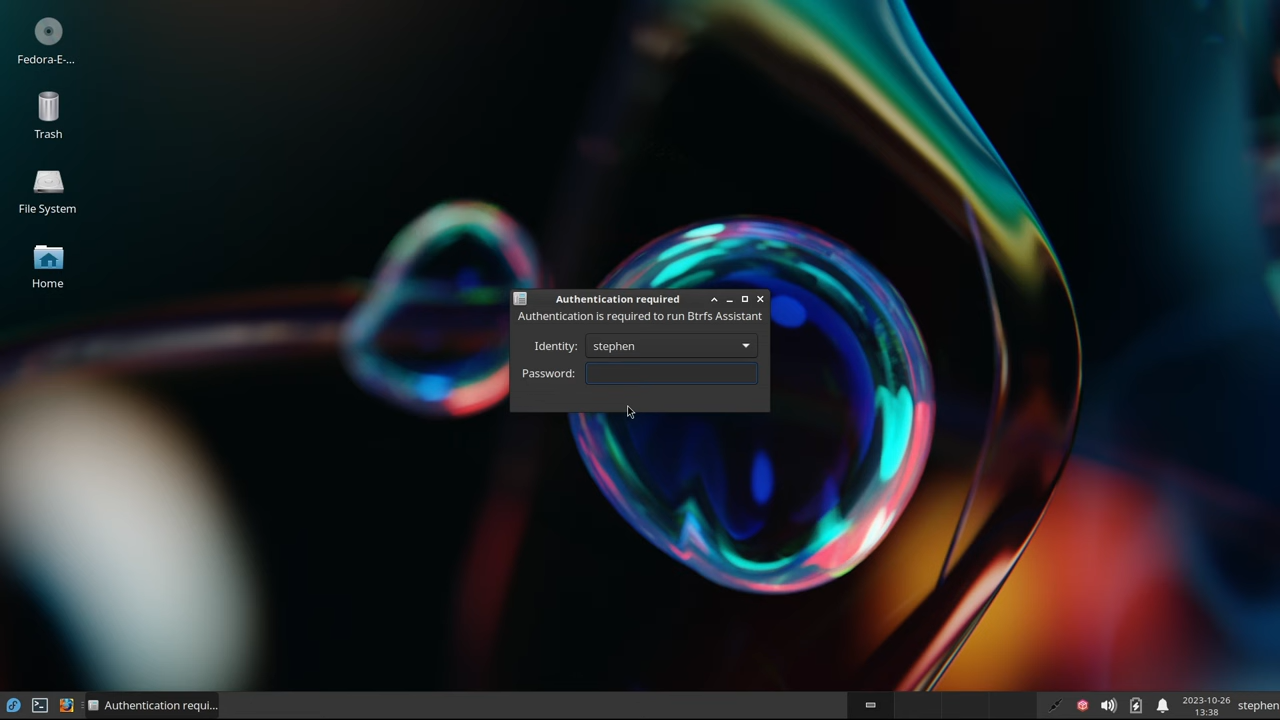 Fedora-E-...
Trash
File System
Home
Authentication required
Authentication is required to run Btrfs Assistant
Identity:
stephen
Password:
Authentication requi...
2023-10-26
13:38
stephen